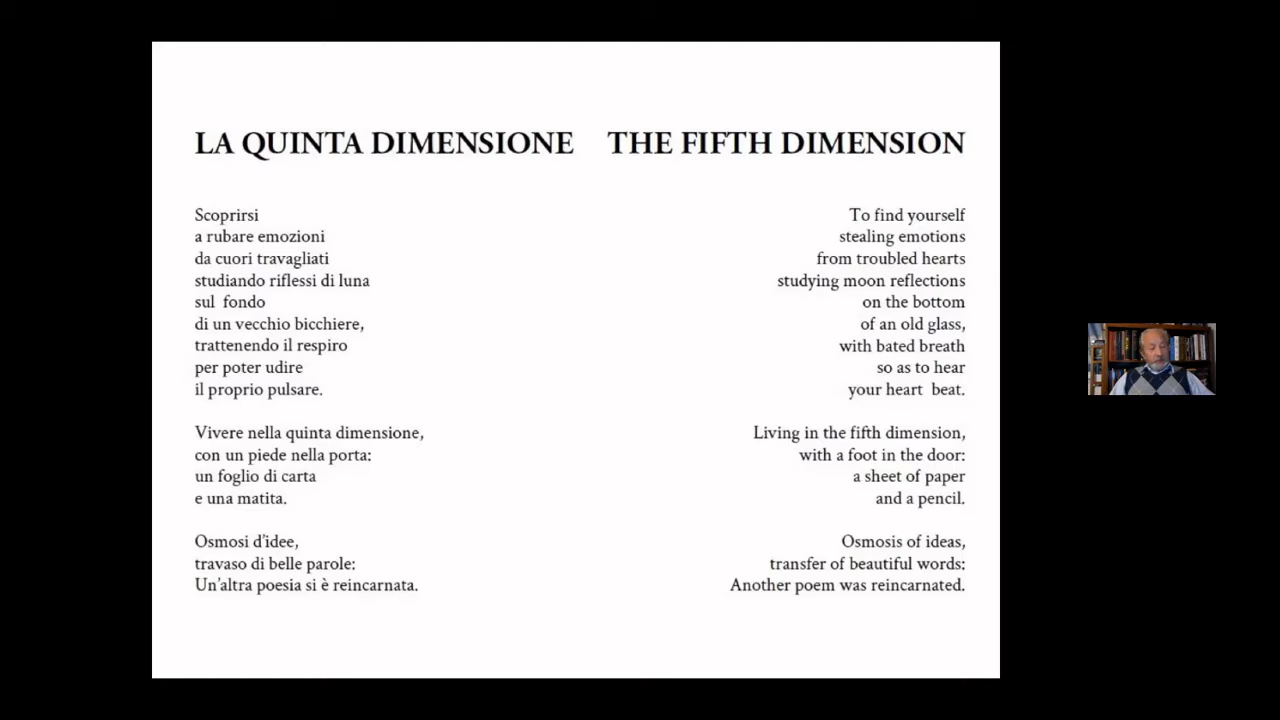 LA QUINTA DIMENSIONE
Scoprirsi
a rubare emozioni
da cuori travagliati
studiando riflessi di luna
sul fondo
di un vecchio bicchiere,
trattenendo il respiro
per poter udire
il proprio pulsare.
Vivere nella quinta dimensione,
con un piede nella porta:
un foglio di carta
e una matita.
Osmosi d'idee,
travaso di belle parole:
Un'altra poesia si è reincarnata.
THE FIFTH DIMENSION
To find yourself
stealing emotions
from troubled hearts
studying moon reflections
on the bottom
of an old glass,
with bated breath
so as to hear
your heart beat.
Living in the fifth dimension,
with a foot in the door:
a sheet of paper
and a pencil.
Osmosis of ideas,
transfer of beautiful words:
Another poem was reincarnated.